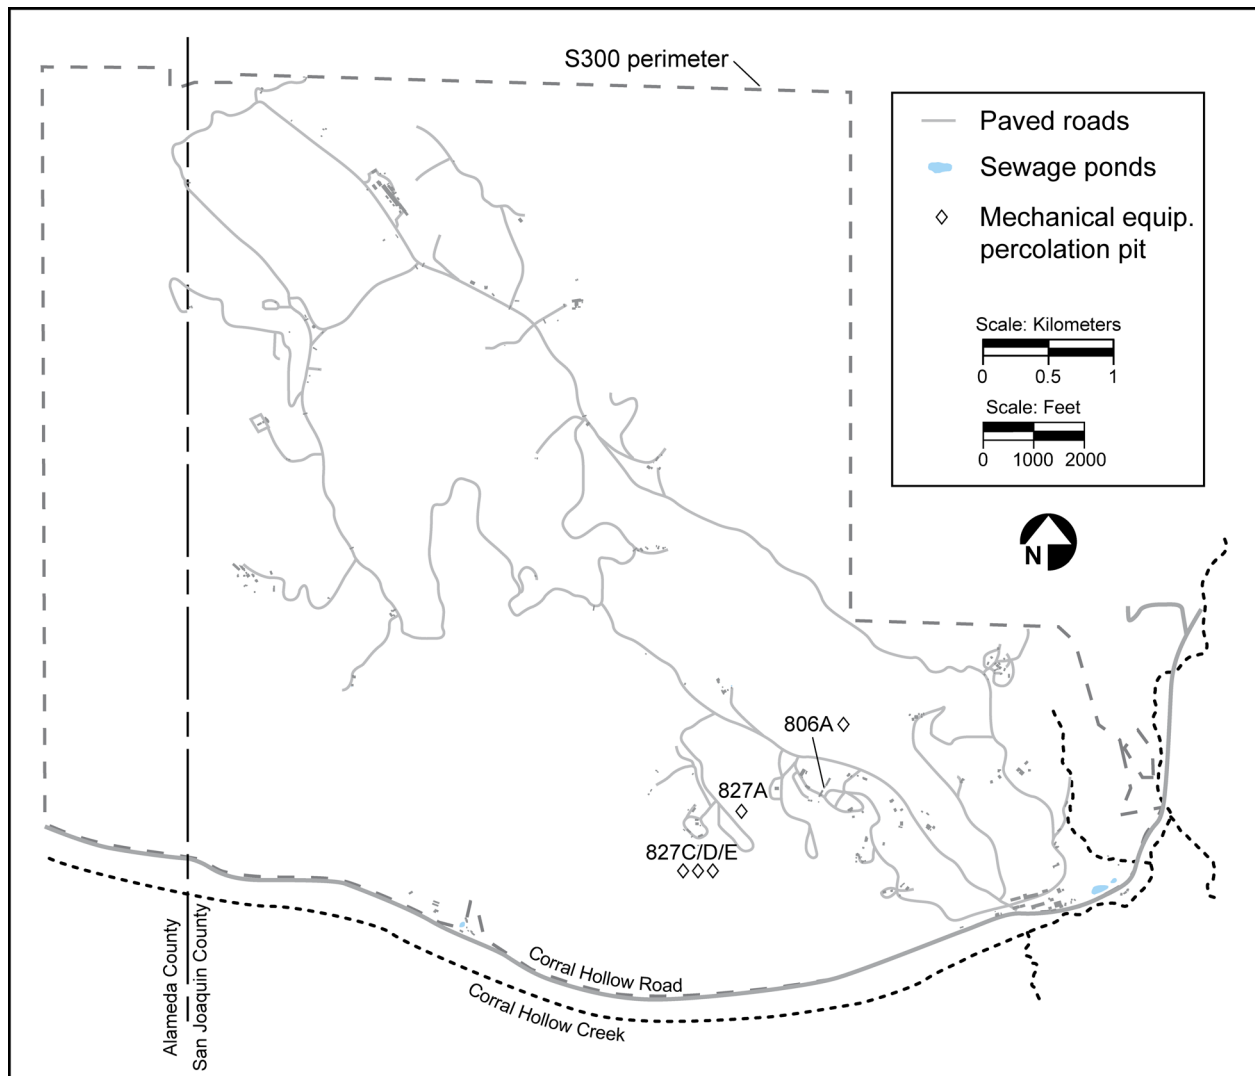 S300 perimeter
Paved roads
Sewage ponds
Mechanical equip.
percolation pit
Scale: Kilometers
0 0.5 1
Scale: Feet
0 1000 2000
N
806A
827A
827C/D/E
Corral Hollow Road
Corral Hollow Creek
Alameda County
San Joaquin County